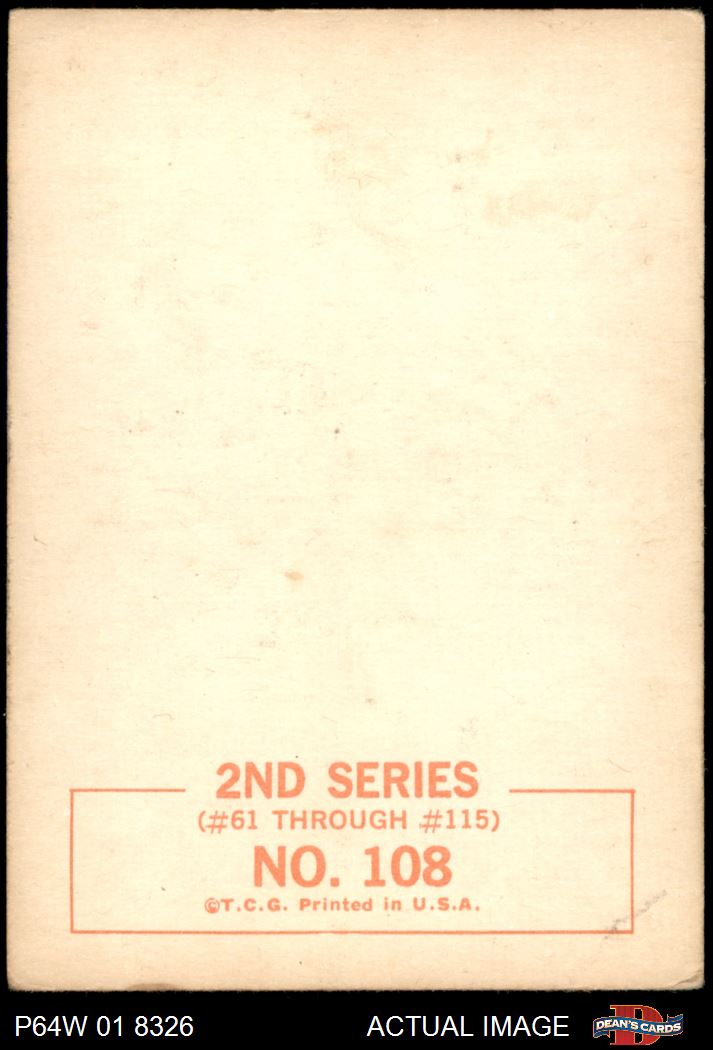 2ND SERIES
(#61 THROUGH #115)
NO. 108
©T.C.G. Printed in U.S.A.
P64W 01 8326 ACTUAL IMAGE DEAN'S CARDS